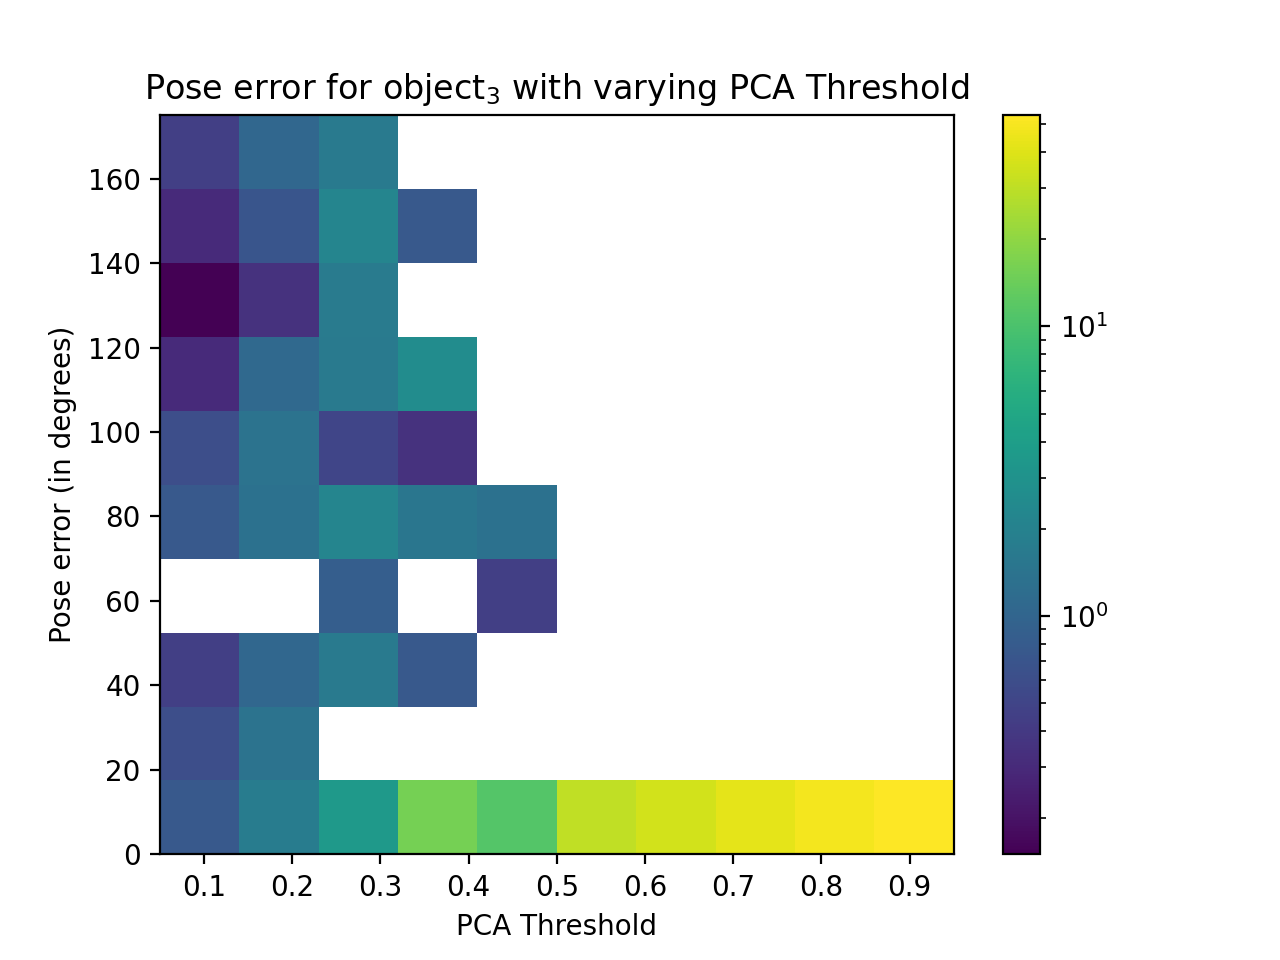 Pose error for object₃ with varying PCA Threshold
Pose error (in degrees)
160
140
120
100
80
60
40
20
0
0.1 0.2 0.3 0.4 0.5 0.6 0.7 0.8 0.9
PCA Threshold
10¹
10⁰